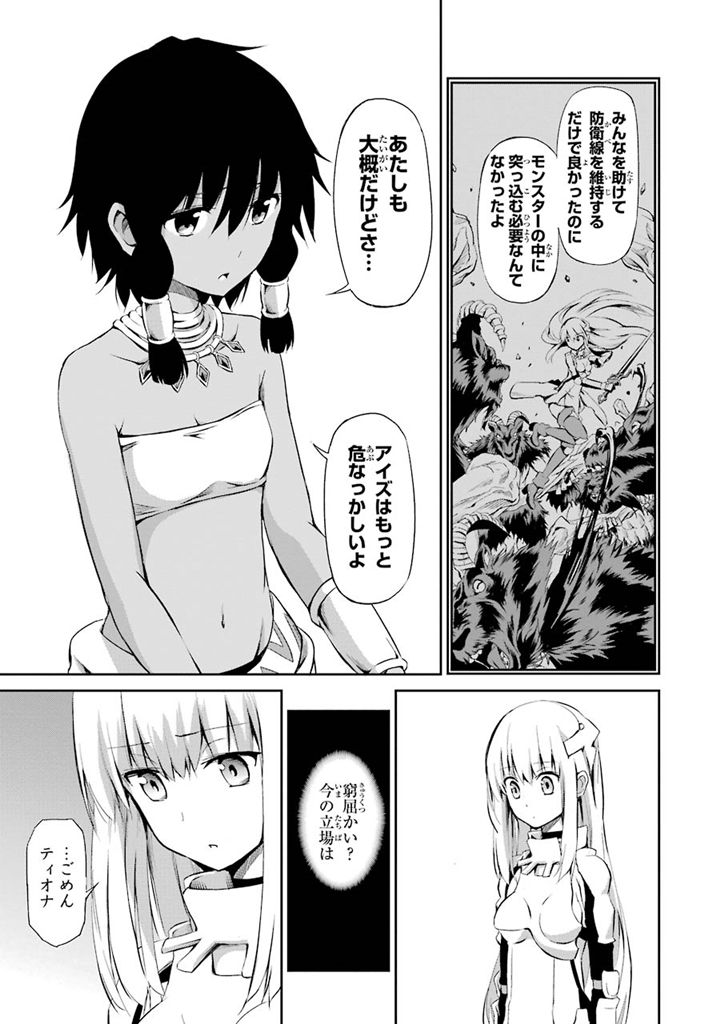 みんなを助けて
防衛線を維持する
だけで良かったのに
モンスターの中に
突っ込む必要なんて
なかったよ
あたしも
大概だけどさ…
アイズはもっと
危なっかしいよ
窮屈かい？
今の立場は
…ごめん
ティオナ